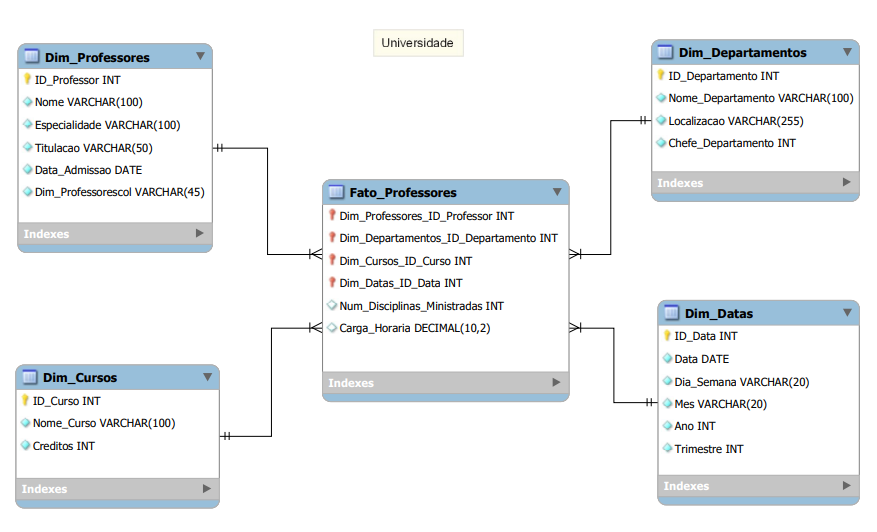 Universidade
Dim_Professores
ID_Professor INT
Nome VARCHAR(100)
Especialidade VARCHAR(100)
Titulacao VARCHAR(50)
Data_Admissao DATE
Dim_Professorescol VARCHAR(45)
Indexes
Dim_Departamentos
ID_Departamento INT
Nome_Departamento VARCHAR(100)
Localizacao VARCHAR(255)
Chefe_Departamento INT
Indexes
Fato_Professores
Dim_Professores_ID_Professor INT
Dim_Departamentos_ID_Departamento INT
Dim_Cursos_ID_Curso INT
Dim_Datas_ID_Data INT
Num_Disciplinas_Ministradas INT
Carga_Horaria DECIMAL(10,2)
Indexes
Dim_Cursos
ID_Curso INT
Nome_Curso VARCHAR(100)
Creditos INT
Indexes
Dim_Datas
ID_Data INT
Data DATE
Dia_Semana VARCHAR(20)
Mes VARCHAR(20)
Ano INT
Trimestre INT
Indexes